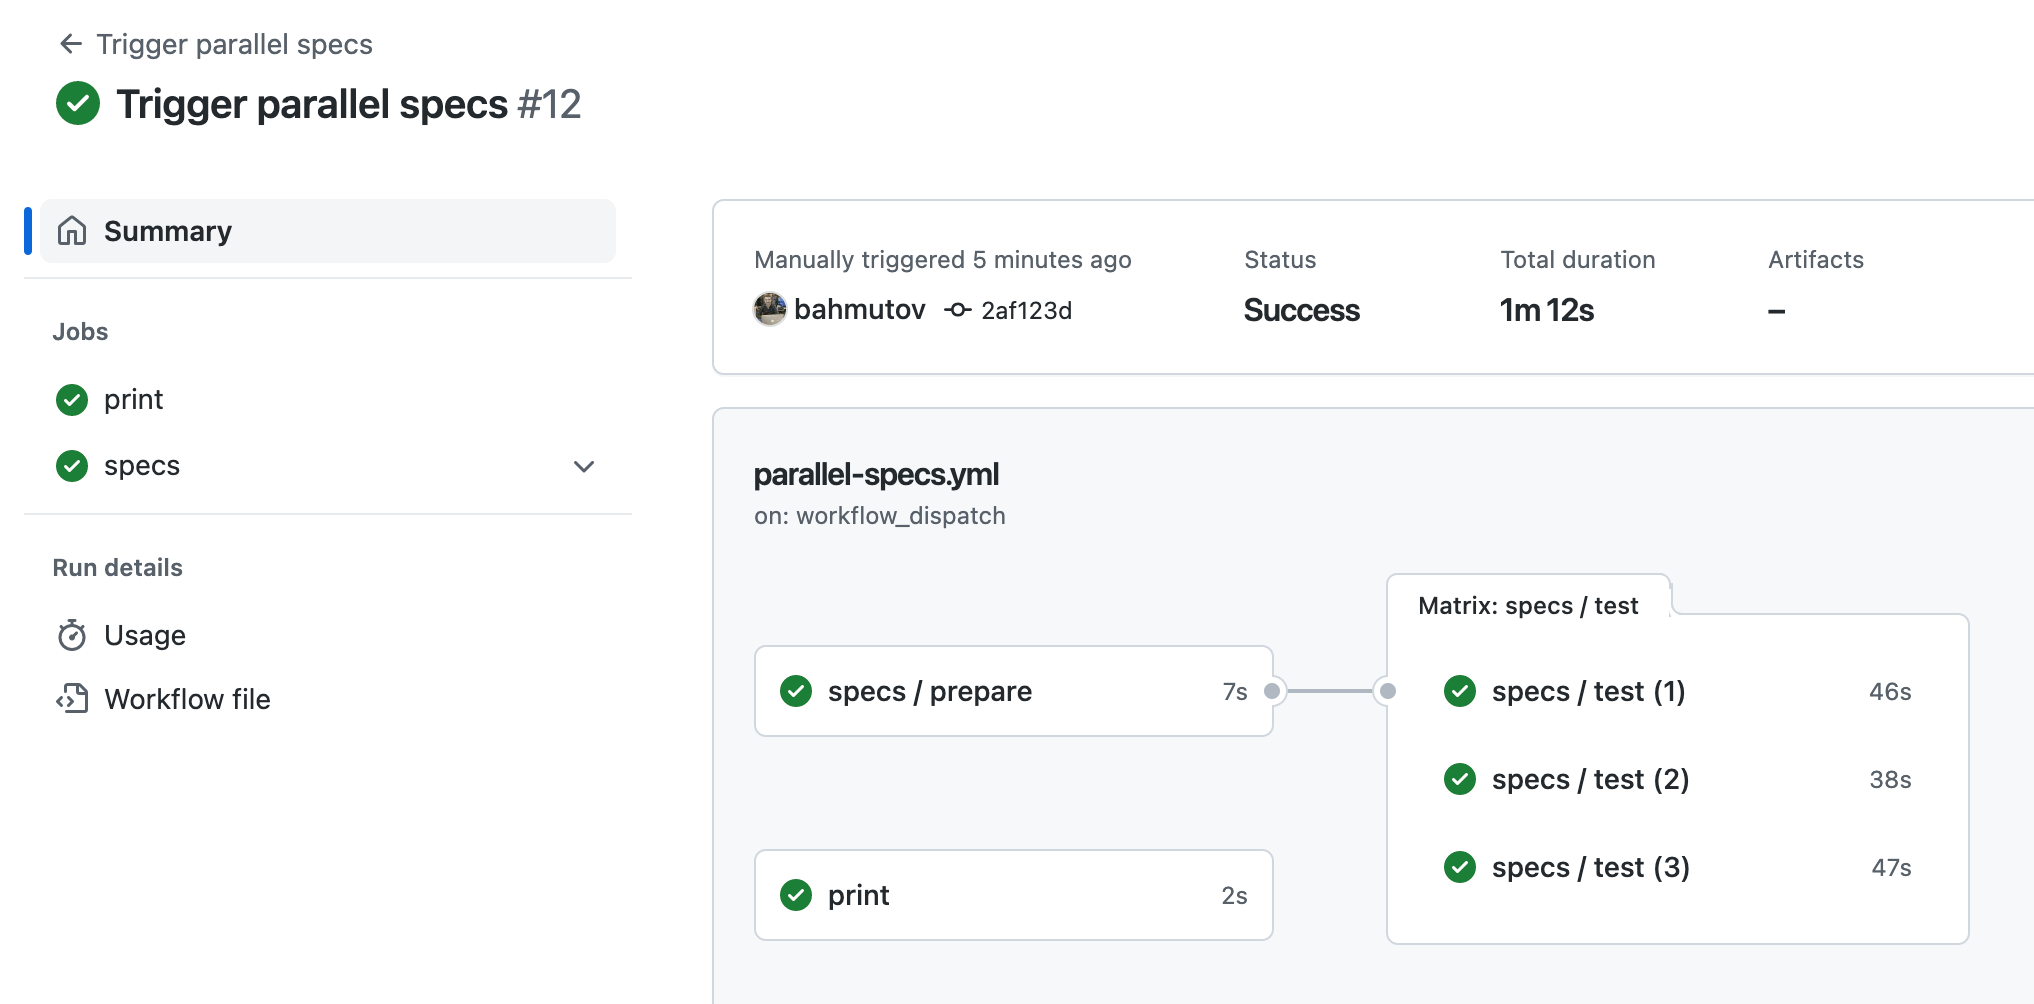 Trigger parallel specs
Trigger parallel specs #12
Summary
Jobs
print
specs
Run details
Usage
Workflow file
Manually triggered 5 minutes ago
bahmutov 2af123d
Status
Success
Total duration
1m 12s
Artifacts
–
parallel-specs.yml
on: workflow_dispatch
specs / prepare 7s
print 2s
Matrix: specs / test
specs / test (1) 46s
specs / test (2) 38s
specs / test (3) 47s